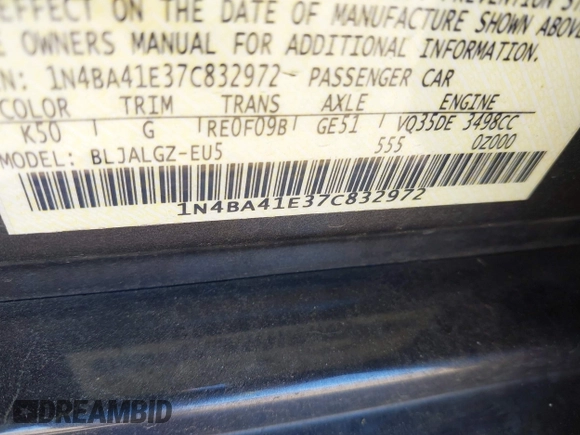 EFFECT ON THE DATE OF MANUFACTURE SHOWN ABOVE
OWNERS MANUAL FOR ADDITIONAL INFORMATION
N: 1N4BA41E37C832972 PASSENGER CAR
COLOR TRIM TRANS AXLE ENGINE
K50 G RE0F09B GE51 VQ35DE 3498CC
MODEL: BLJALGZ-EU5 555 0Z000
1N4BA41E37C832972
DREAMBID